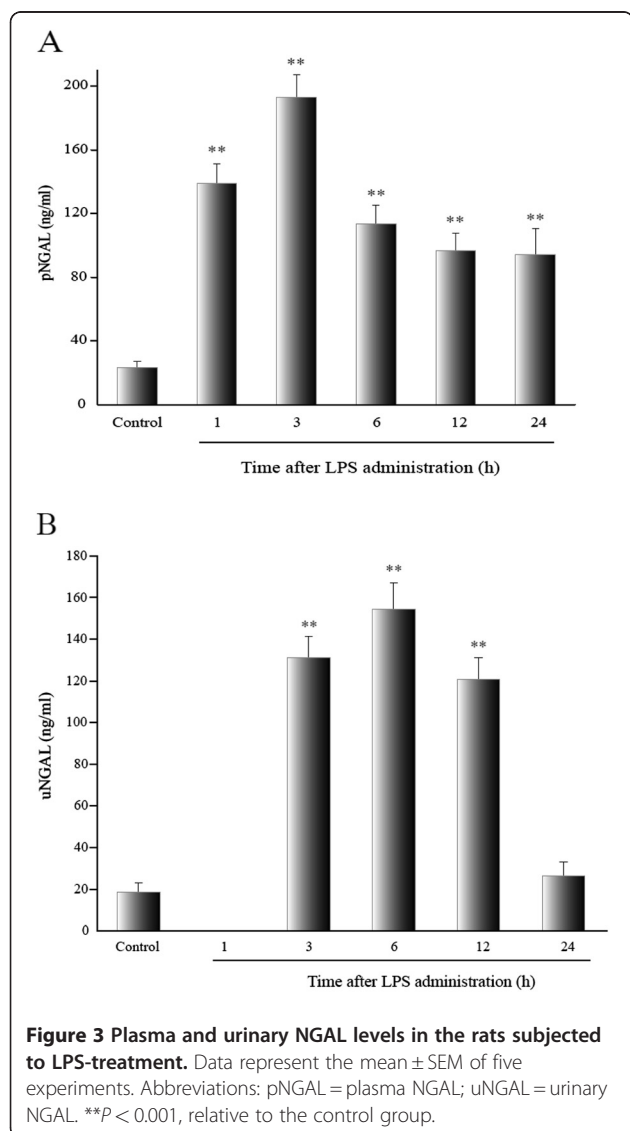 A
** ** ** ** **
200
160
120
80
40
0
pNGAL (ng/ml)
Control 1 3 6 12 24
Time after LPS administration (h)
B
** ** **
180
160
140
120
100
80
60
40
20
0
uNGAL (ng/ml)
Control 1 3 6 12 24
Time after LPS administration (h)
Figure 3 Plasma and urinary NGAL levels in the rats subjected
to LPS-treatment. Data represent the mean ± SEM of five
experiments. Abbreviations: pNGAL = plasma NGAL; uNGAL = urinary
NGAL. **P < 0.001, relative to the control group.